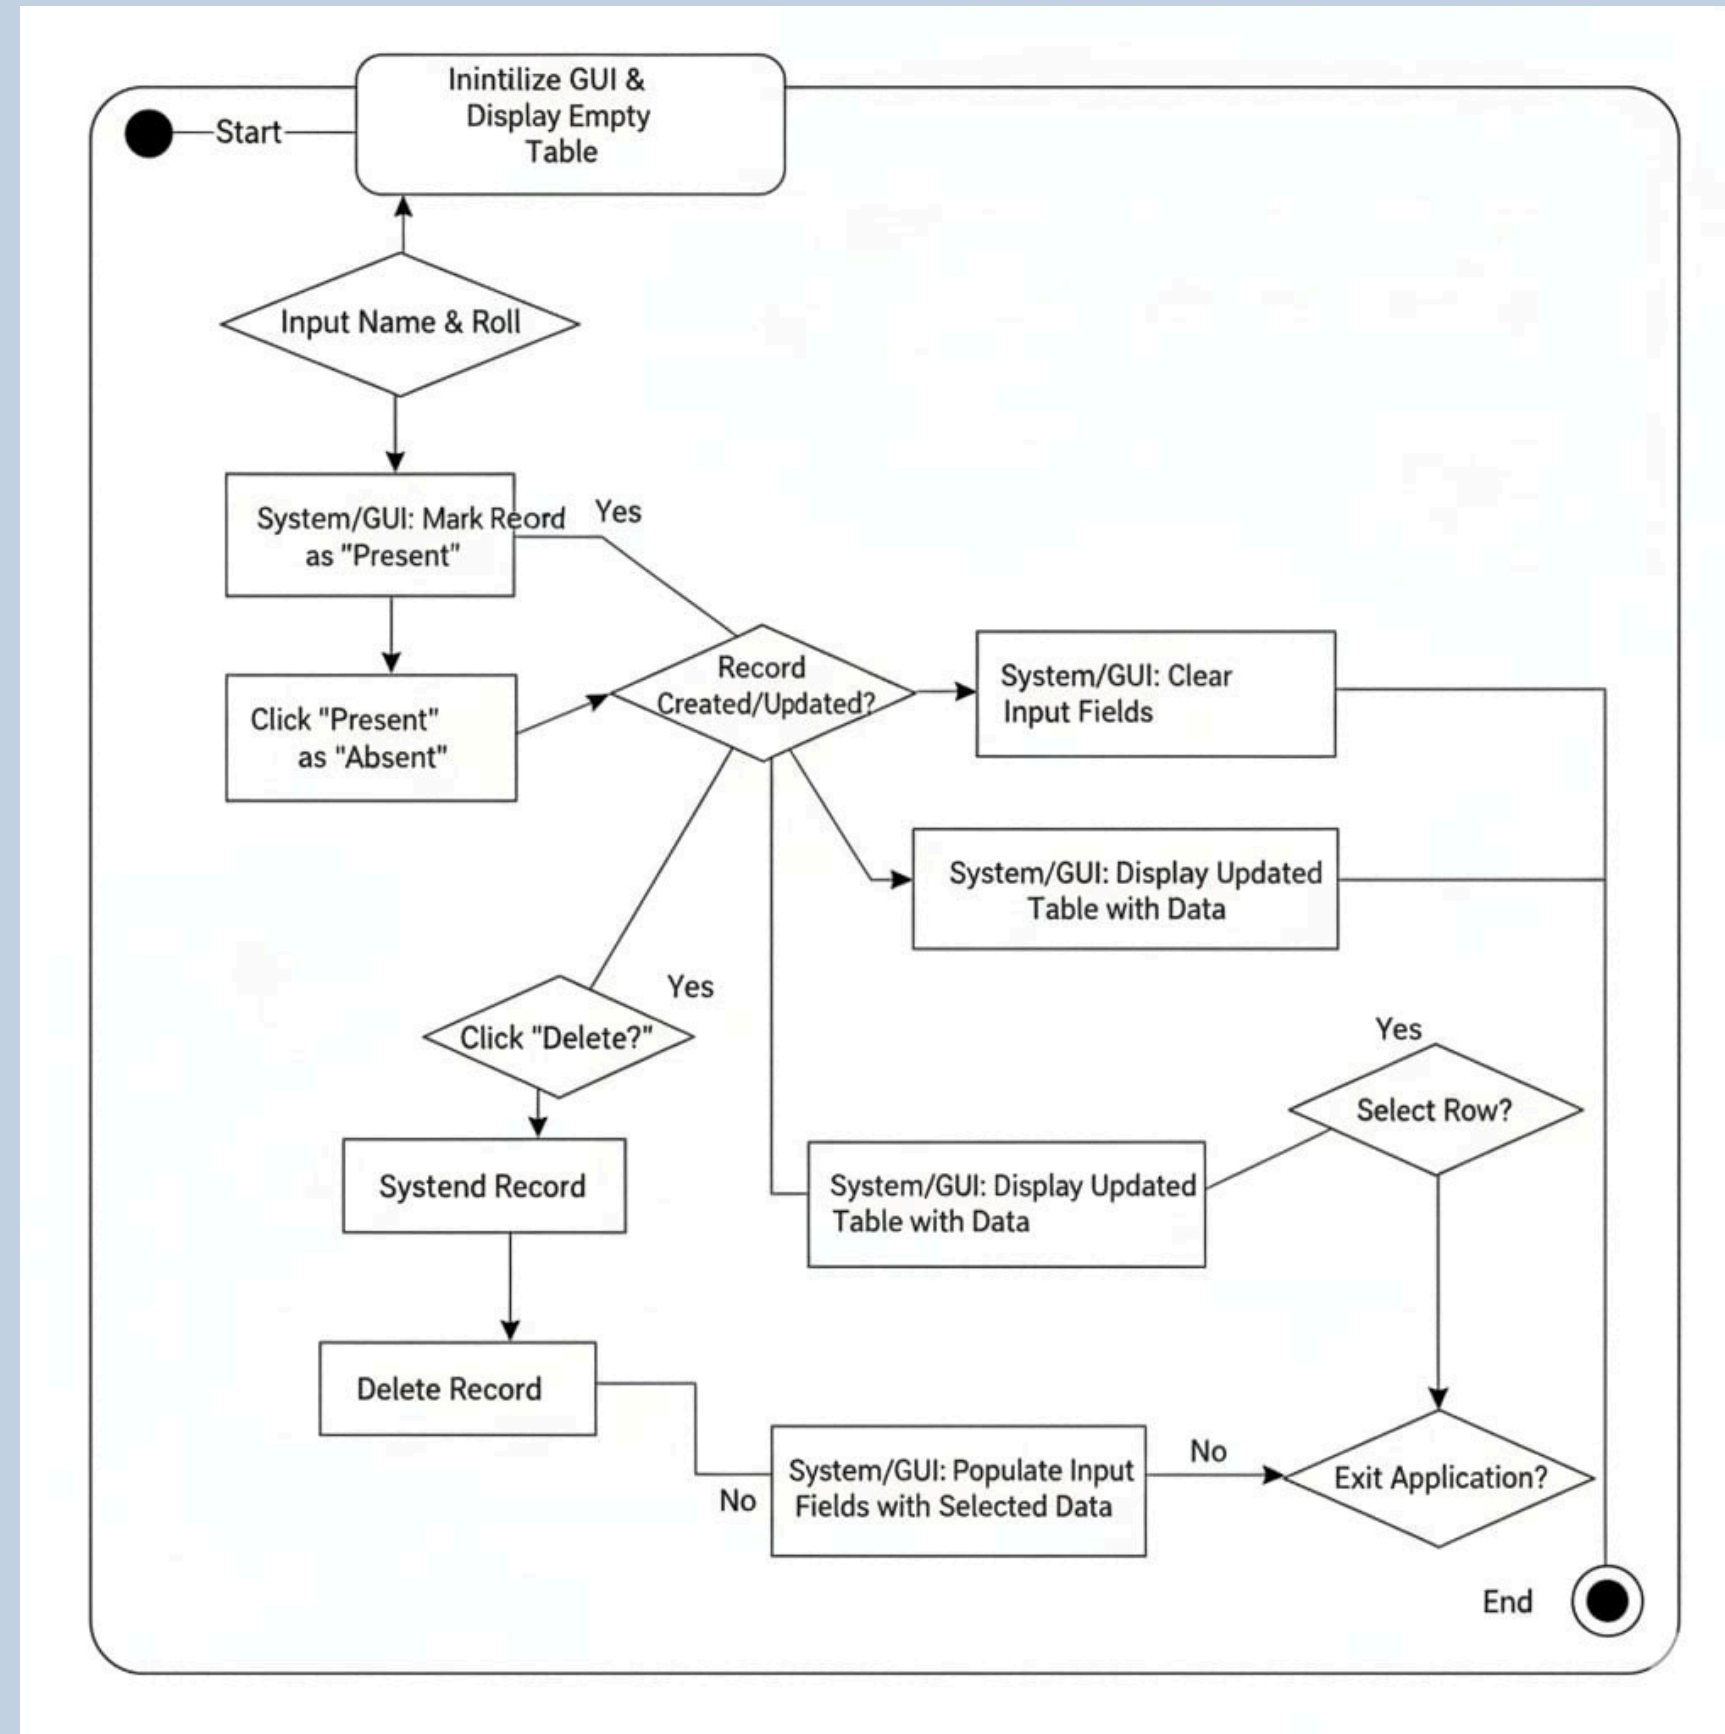 Inintilize GUI &
Display Empty
Table
Start
Input Name & Roll
System/GUI: Mark Reord
as "Present"
Yes
Click "Present"
as "Absent"
Record
Created/Updated?
System/GUI: Clear
Input Fields
System/GUI: Display Updated
Table with Data
Click "Delete?"
Yes
Yes
Select Row?
Systend Record
System/GUI: Display Updated
Table with Data
Delete Record
No
System/GUI: Populate Input
Fields with Selected Data
No
Exit Application?
End